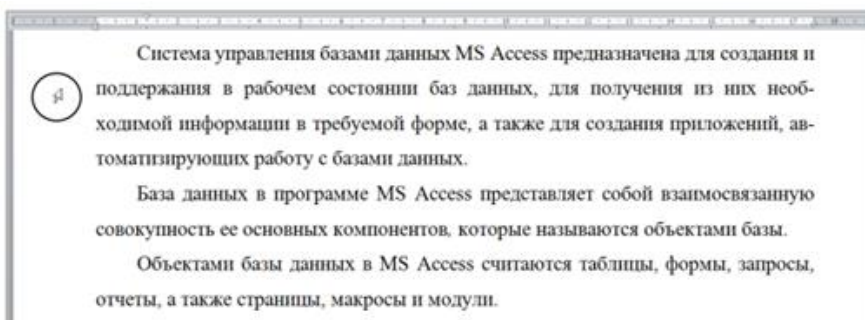 Система управления базами данных MS Access предназначена для создания и
поддержания в рабочем состоянии баз данных, для получения из них необ-
ходимой информации в требуемой форме, а также для создания приложений, ав-
томатизирующих работу с базами данных.
База данных в программе MS Access представляет собой взаимосвязанную
совокупность ее основных компонентов, которые называются объектами базы.
Объектами базы данных в MS Access считаются таблицы, формы, запросы,
отчеты, а также страницы, макросы и модули.